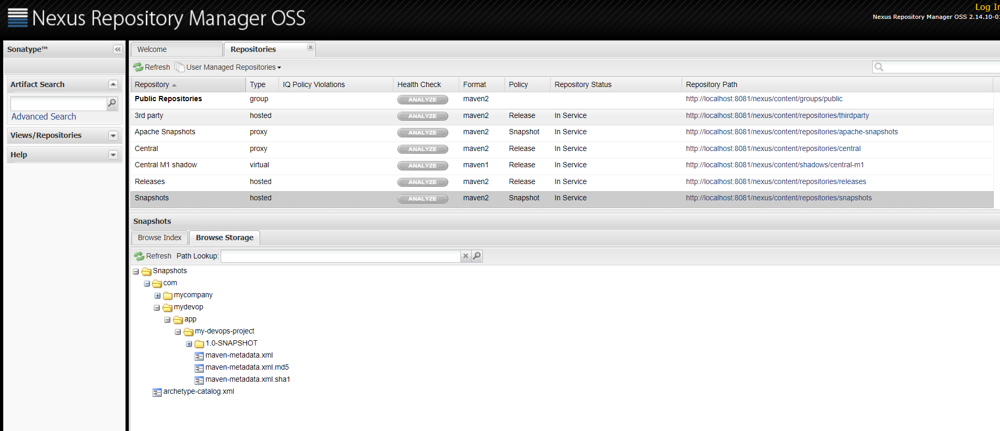 Nexus Repository Manager OSS
Log In
Nexus Repository Manager OSS 2.14.10-01
Sonatype™
Artifact Search
Advanced Search
Views/Repositories
Help
Welcome Repositories
Refresh User Managed Repositories
Repository Type IQ Policy Violations Health Check Format Policy Repository Status Repository Path
Public Repositories group ANALYZE maven2 http://localhost:8081/nexus/content/groups/public
3rd party hosted ANALYZE maven2 Release In Service http://localhost:8081/nexus/content/repositories/thirdparty
Apache Snapshots proxy ANALYZE maven2 Snapshot In Service http://localhost:8081/nexus/content/repositories/apache-snapshots
Central proxy ANALYZE maven2 Release In Service http://localhost:8081/nexus/content/repositories/central
Central M1 shadow virtual ANALYZE maven1 Release In Service http://localhost:8081/nexus/content/shadows/central-m1
Releases hosted ANALYZE maven2 Release In Service http://localhost:8081/nexus/content/repositories/releases
Snapshots hosted ANALYZE maven2 Snapshot In Service http://localhost:8081/nexus/content/repositories/snapshots
Snapshots
Browse Index Browse Storage
Refresh Path Lookup:
Snapshots
com
mycompany
mydevop
app
my-devops-project
1.0-SNAPSHOT
maven-metadata.xml
maven-metadata.xml.md5
maven-metadata.xml.sha1
archetype-catalog.xml